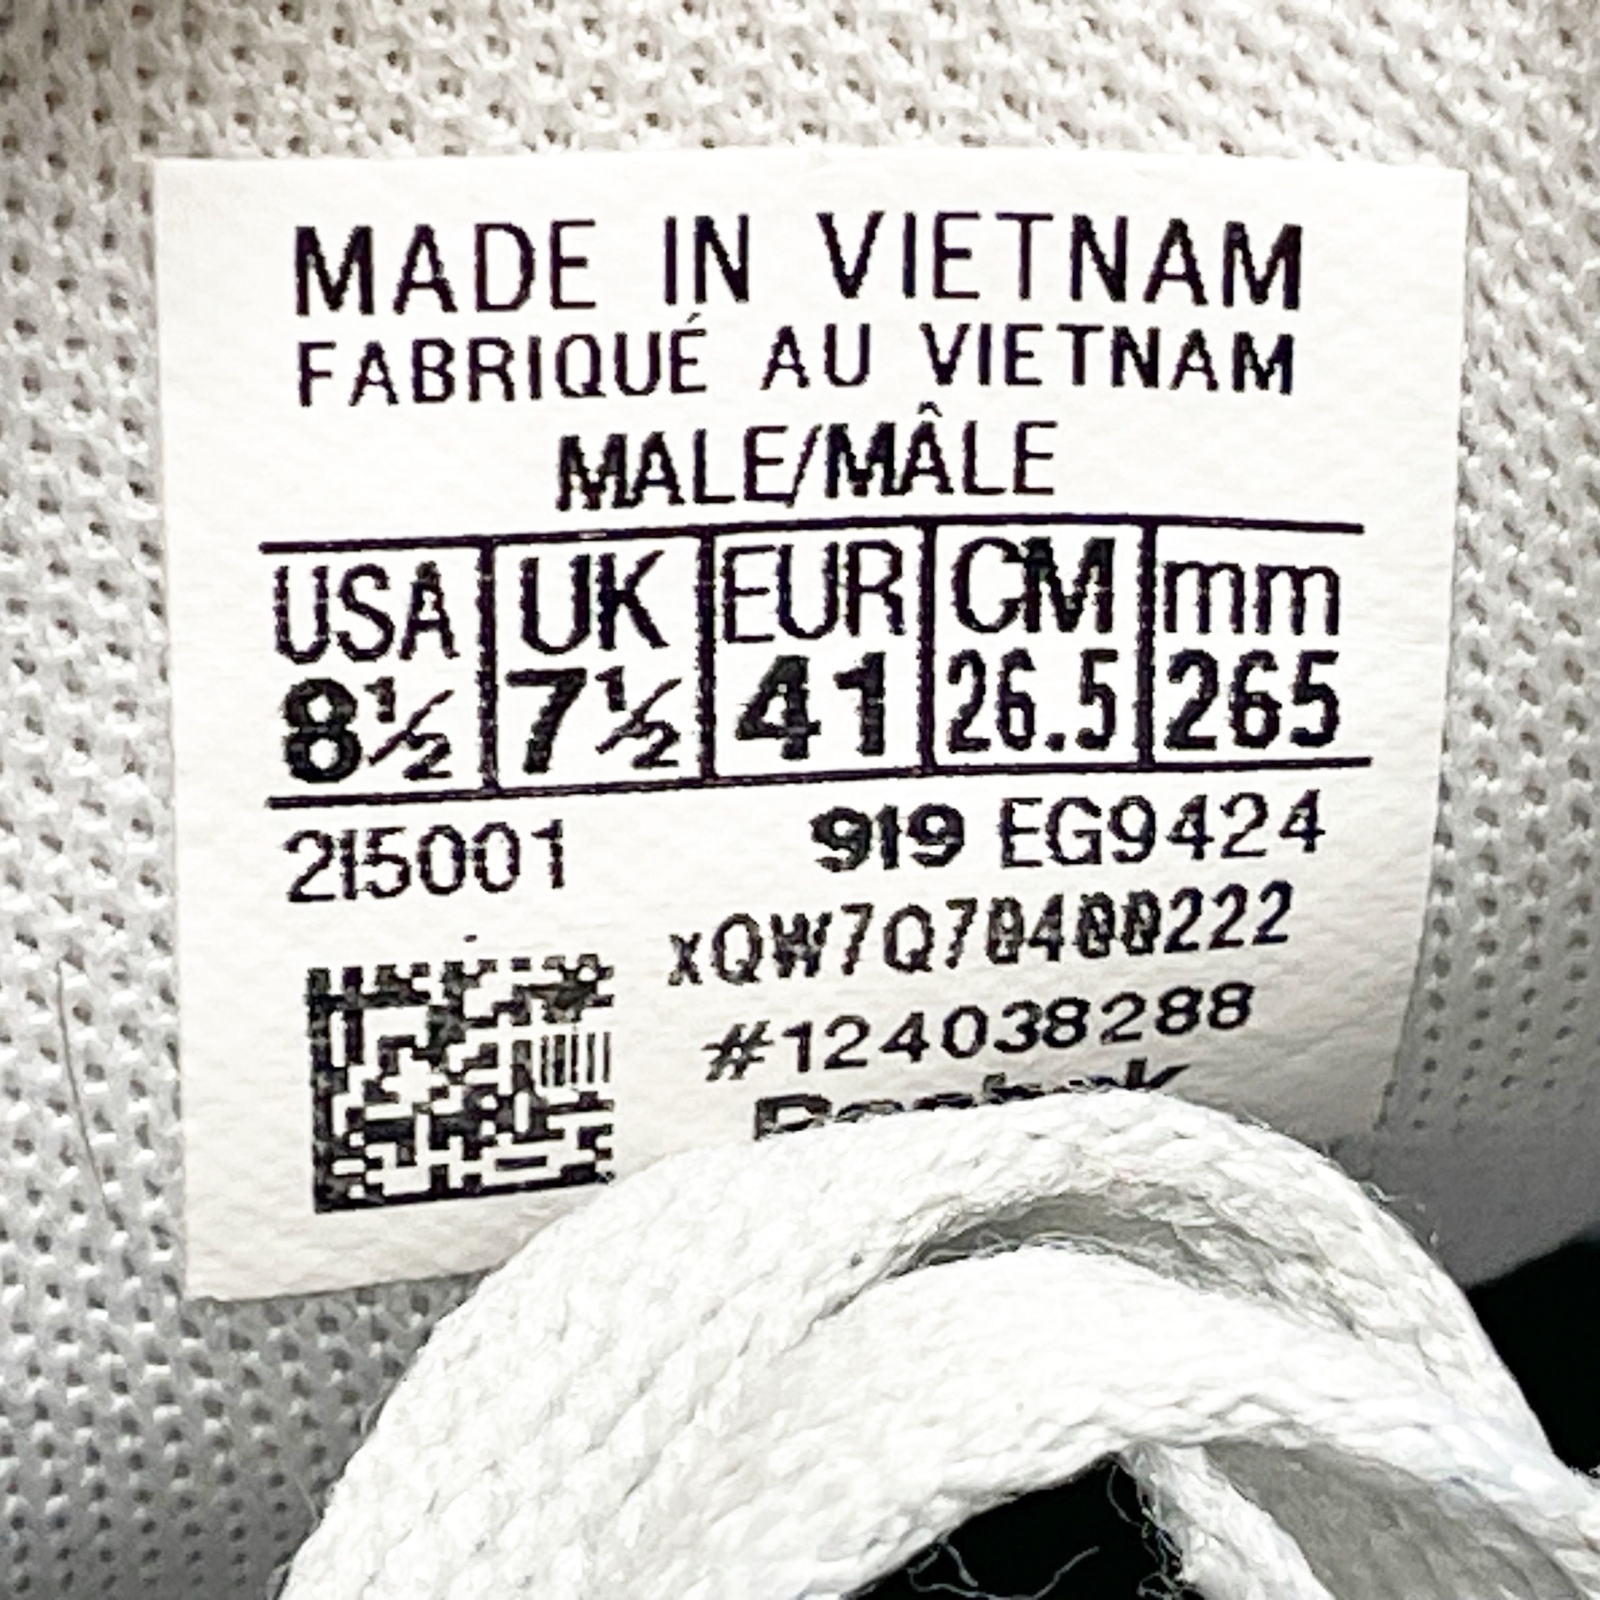 MADE IN VIETNAM
FABRIQUÉ AU VIETNAM
MALE/MÂLE
USA UK EUR CM mm
8½ 7½ 41 26.5 265
215001 919 EG9424
xQW7Q70400222
#124038288
Reebok